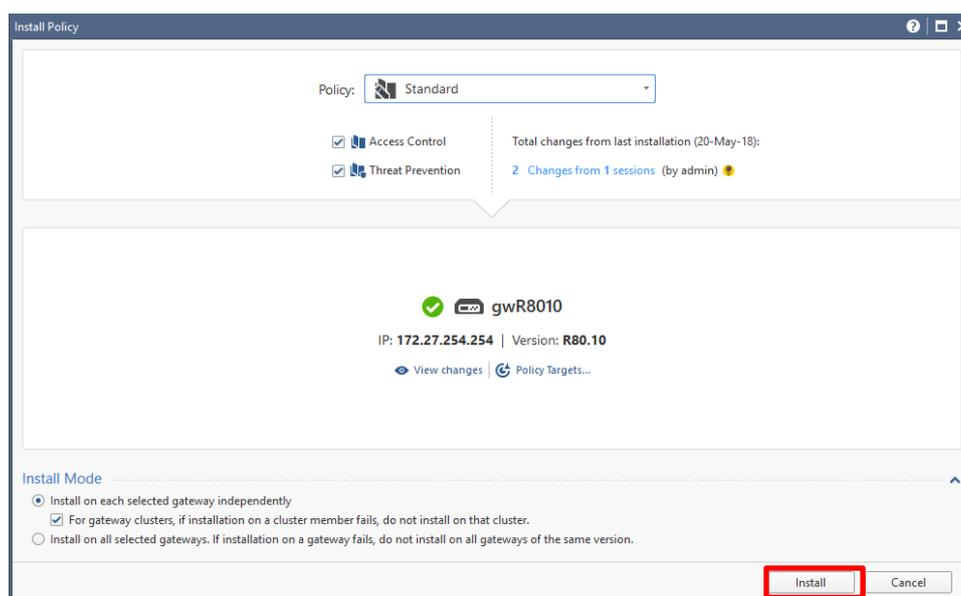 Install Policy
Policy: Standard
Access Control
Threat Prevention
Total changes from last installation (20-May-18):
2 Changes from 1 sessions (by admin)
gwR8010
IP: 172.27.254.254 | Version: R80.10
View changes | Policy Targets...
Install Mode
Install on each selected gateway independently
For gateway clusters, if installation on a cluster member fails, do not install on that cluster.
Install on all selected gateways. If installation on a gateway fails, do not install on all gateways of the same version.
Install Cancel